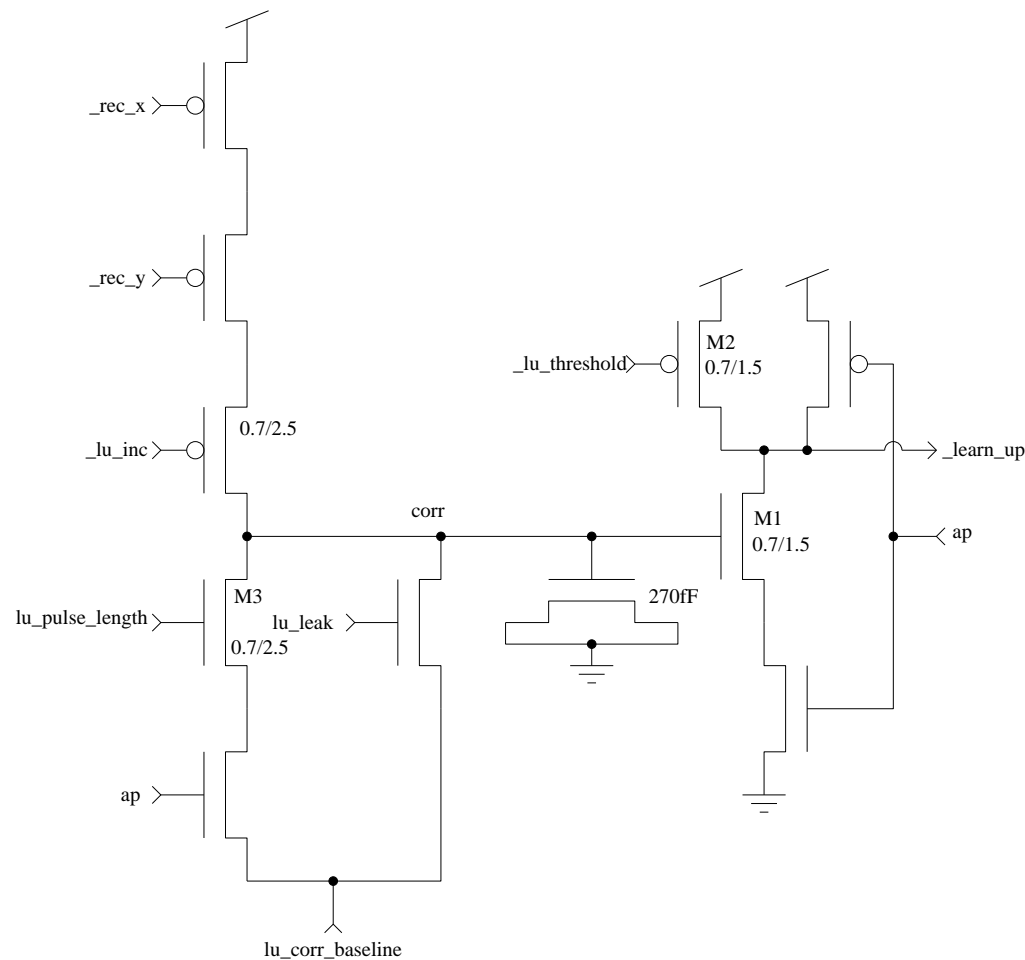 _rec_x
_rec_y
M2
_lu_threshold
0.7/1.5
0.7/2.5
_lu_inc
_learn_up
corr
M1
0.7/1.5
ap
M3
270fF
lu_pulse_length
lu_leak
0.7/2.5
ap
lu_corr_baseline